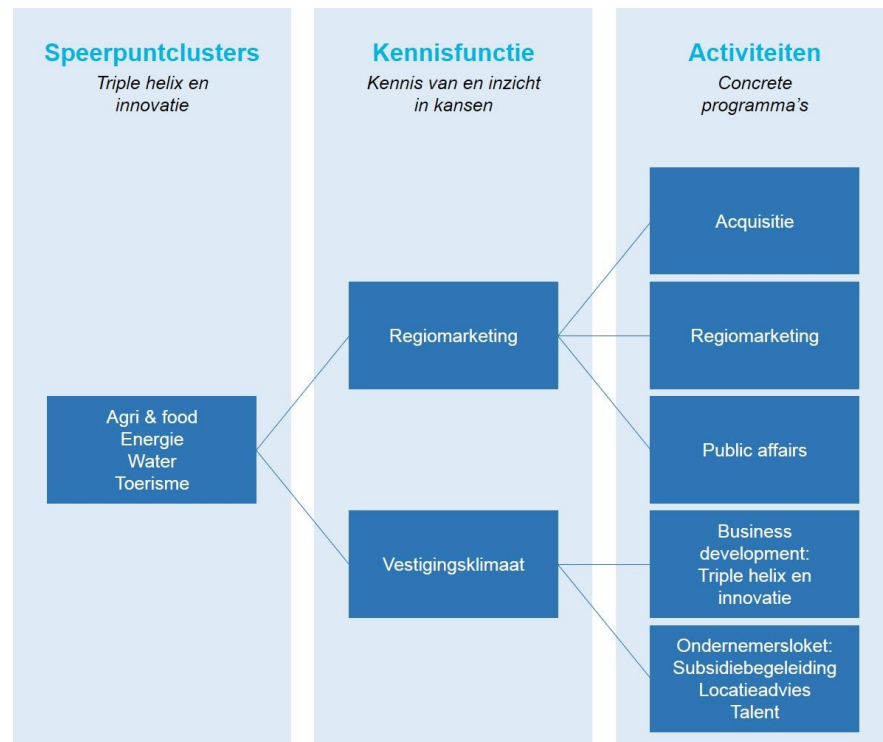 Speerpuntclusters
Triple helix en
innovatie
Agri & food
Energie
Water
Toerisme
Kennisfunctie
Kennis van en inzicht
in kansen
Regiomarketing
Vestigingsklimaat
Activiteiten
Concrete
programma's
Acquisitie
Regiomarketing
Public affairs
Business
development:
Triple helix en
innovatie
Ondernemersloket:
Subsidiebegeleiding
Locatieadvies
Talent